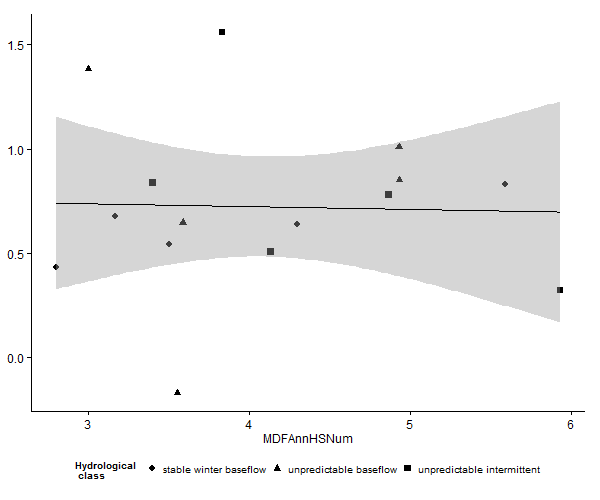 1.5
1.0
0.5
0.0
3 4 5 6
MDFAnnHSNum
Hydrological
class
stable winter baseflow unpredictable baseflow unpredictable intermittent